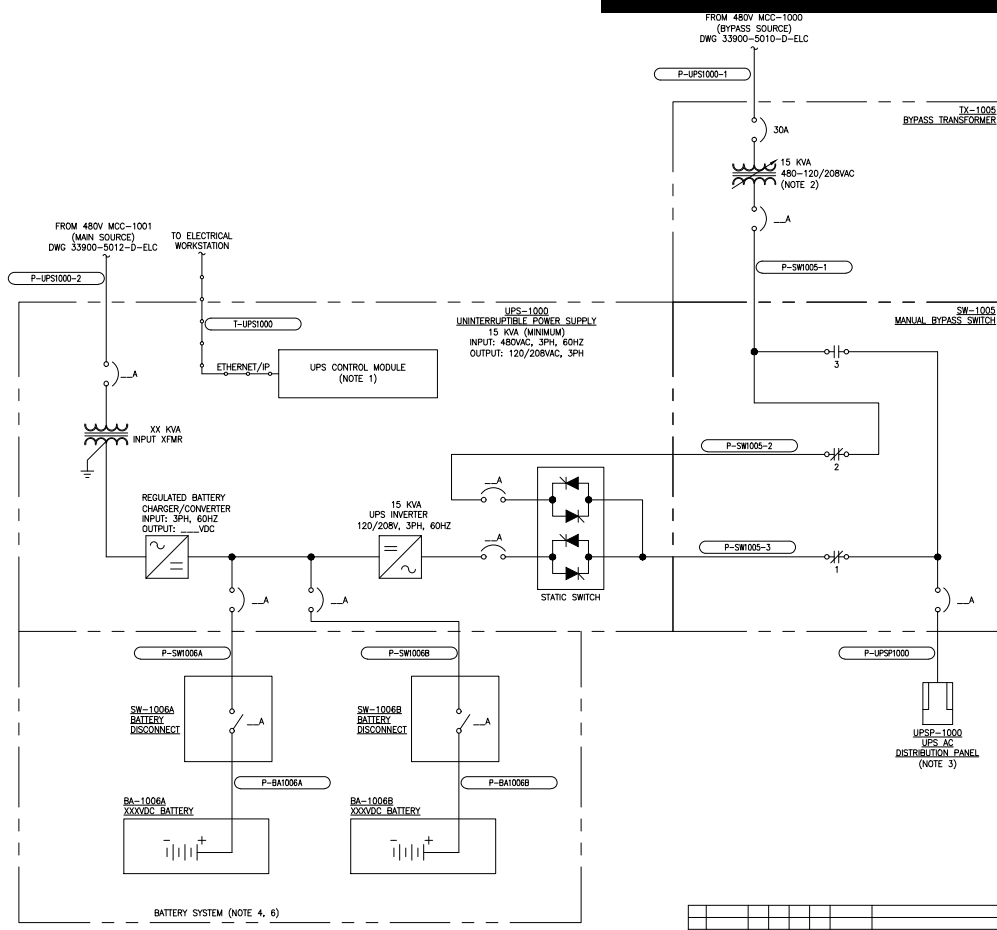 FROM 480V MCC-1000
(BYPASS SOURCE)
DWG 33900-5010-D-ELC
P-UPS1000-1
TX-1005
BYPASS TRANSFORMER
30A
15 KVA
480-120/208VAC
(NOTE 2)
__A
P-SW1005-1
FROM 480V MCC-1001
(MAIN SOURCE)
DWG 33900-5012-D-ELC
TO ELECTRICAL
WORKSTATION
P-UPS1000-2
T-UPS1000
UPS-1000
UNINTERRUPTIBLE POWER SUPPLY
15 KVA (MINIMUM)
INPUT: 480VAC, 3PH, 60HZ
OUTPUT: 120/208VAC, 3PH
SW-1005
MANUAL BYPASS SWITCH
ETHERNET/IP
UPS CONTROL MODULE
(NOTE 1)
__A
3
XX KVA
INPUT XFMR
P-SW1005-2
2
REGULATED BATTERY
CHARGER/CONVERTER
INPUT: 3PH, 60HZ
OUTPUT: ___VDC
15 KVA
UPS INVERTER
120/208V, 3PH, 60HZ
__A
__A
STATIC SWITCH
P-SW1005-3
1
__A
__A
__A
P-SW1006A
P-SW1006B
P-UPSP1000
SW-1006A
BATTERY
DISCONNECT
__A
SW-1006B
BATTERY
DISCONNECT
__A
UPSP-1000
UPS AC
DISTRIBUTION PANEL
(NOTE 3)
P-BA1006A
P-BA1006B
BA-1006A
XXXVDC BATTERY
BA-1006B
XXXVDC BATTERY
- +
- +
BATTERY SYSTEM (NOTE 4, 6)